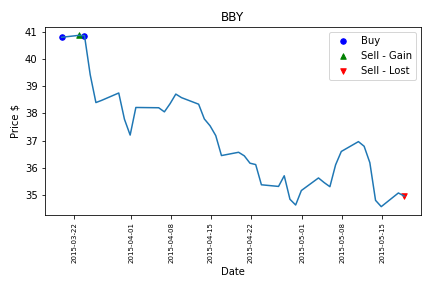 BBY
Buy
Sell - Gain
Sell - Lost
Price $
41
40
39
38
37
36
35
2015-03-22
2015-04-01
2015-04-08
2015-04-15
2015-04-22
2015-05-01
2015-05-08
2015-05-15
Date